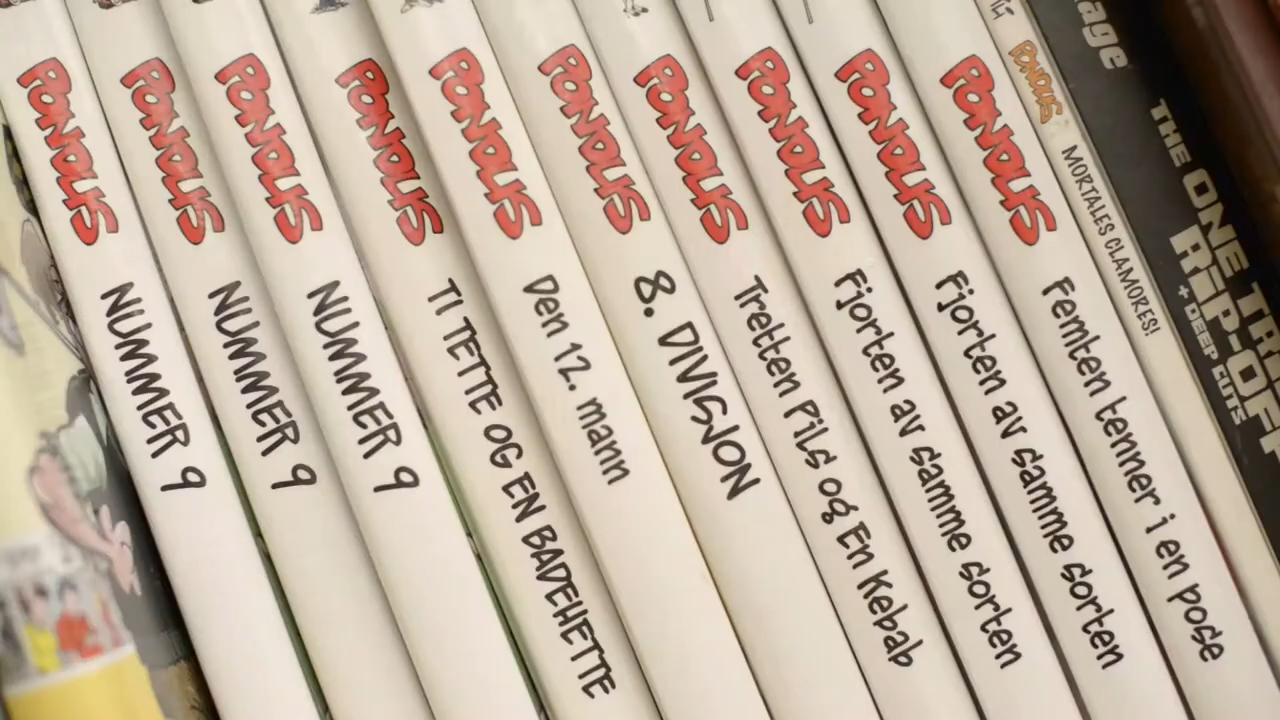 PONDUS NUMMER 9
PONDUS NUMMER 9
PONDUS NUMMER 9
PONDUS TI TETTE OG EN BADEHETTE
PONDUS Den 12. mann
PONDUS 8. DIVISJON
PONDUS Tretten Pils og En Kebab
PONDUS Fjorten av samme sorten
PONDUS Fjorten av samme sorten
PONDUS Femten tenner i en pose
PONDUS MORTALES CLAMORES!
age
THE ONE
RIP-OFF
+ DEEP CUTS